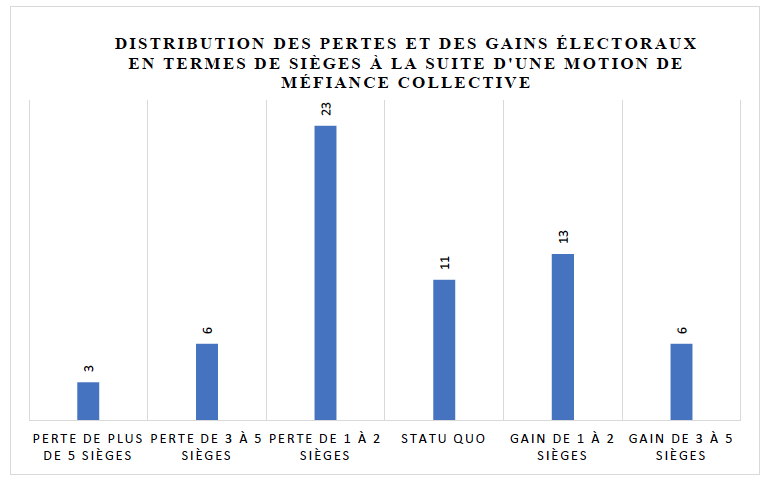 DISTRIBUTION DES PERTES ET DES GAINS ÉLECTORAUX
EN TERMES DE SIÈGES À LA SUITE D'UNE MOTION DE
MÉFIANCE COLLECTIVE
3
6
23
11
13
6
PERTE DE PLUS
DE 5 SIÈGES
PERTE DE 3 À 5
SIÈGES
PERTE DE 1 À 2
SIÈGES
STATU QUO
GAIN DE 1 À 2
SIÈGES
GAIN DE 3 À 5
SIÈGES